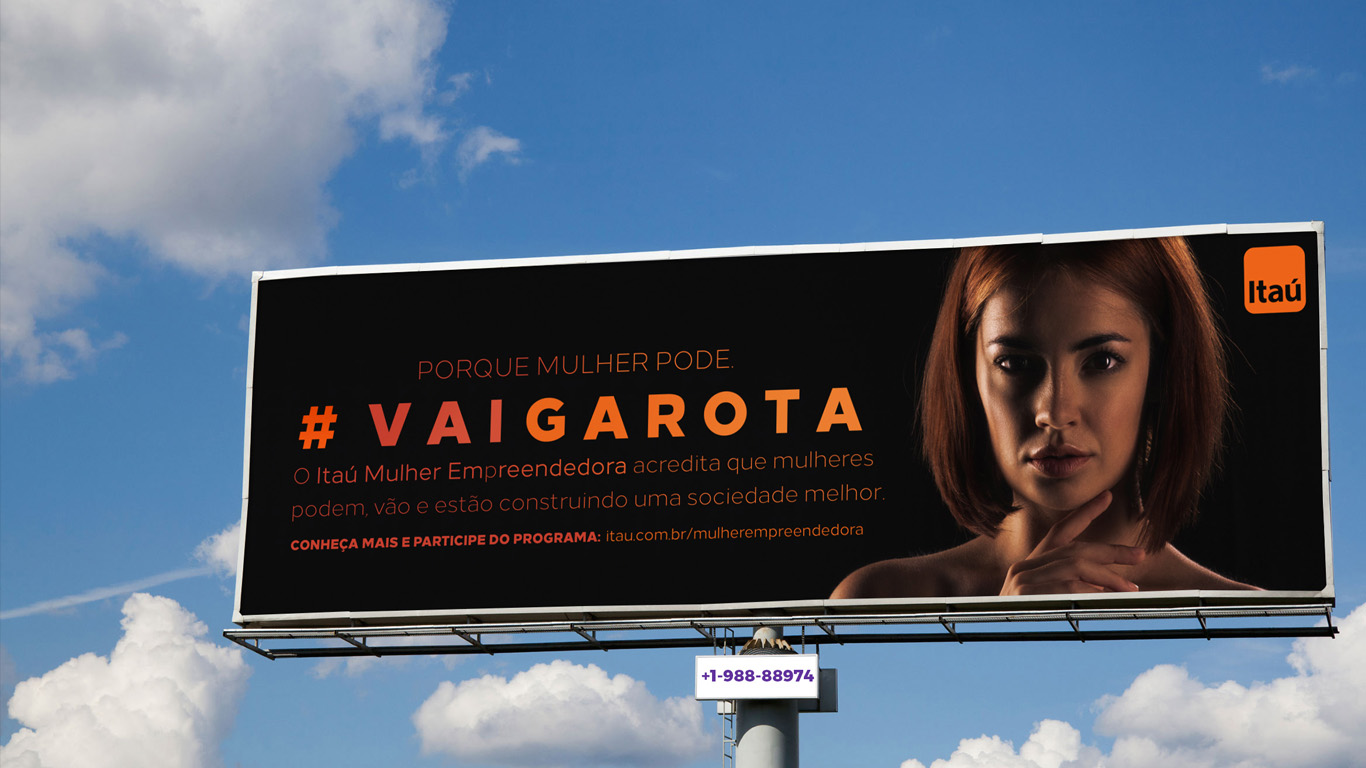 Itaú
PORQUE MULHER PODE.
# VAIGAROTA
O Itaú Mulher Empreendedora acredita que mulheres
podem, vão e estão construindo uma sociedade melhor.
CONHEÇA MAIS E PARTICIPE DO PROGRAMA: itau.com.br/mulherempreendedora
+1-988-88974